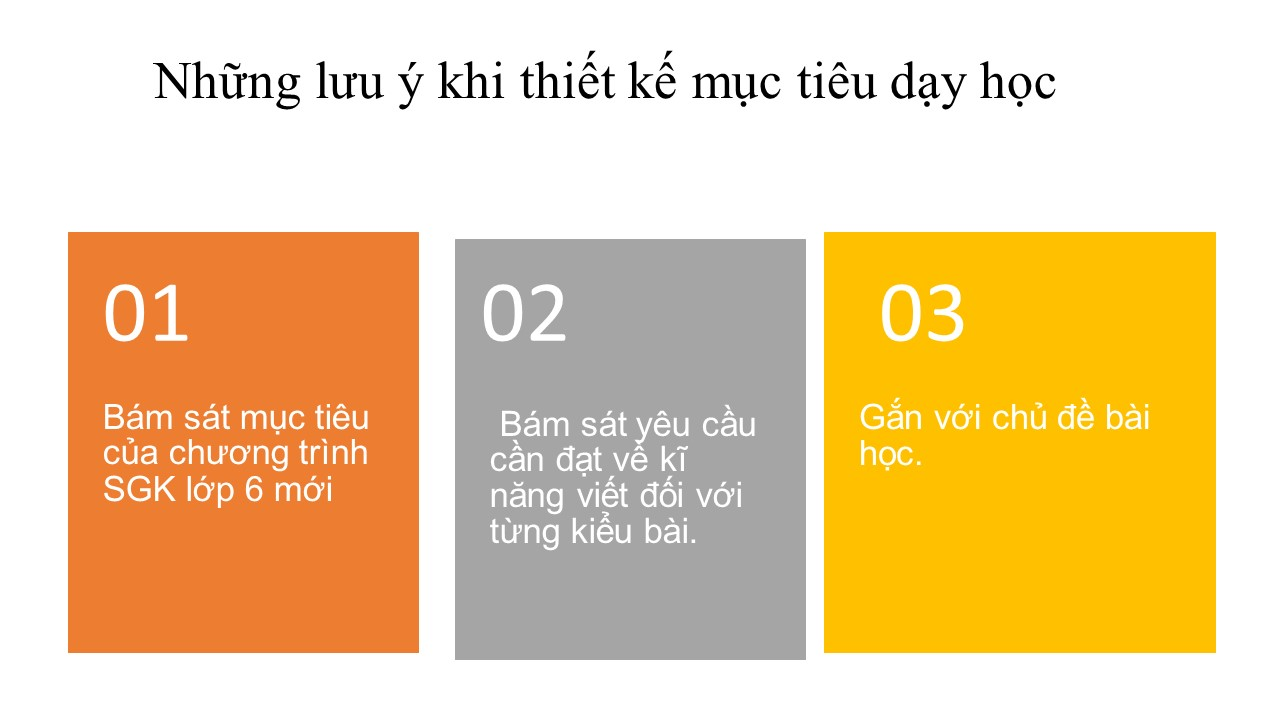 Những lưu ý khi thiết kế mục tiêu dạy học
01
Bám sát mục tiêu
của chương trình
SGK lớp 6 mới
02
Bám sát yêu cầu
cần đạt về kĩ
năng viết đối với
từng kiểu bài.
03
Gắn với chủ đề bài
học.